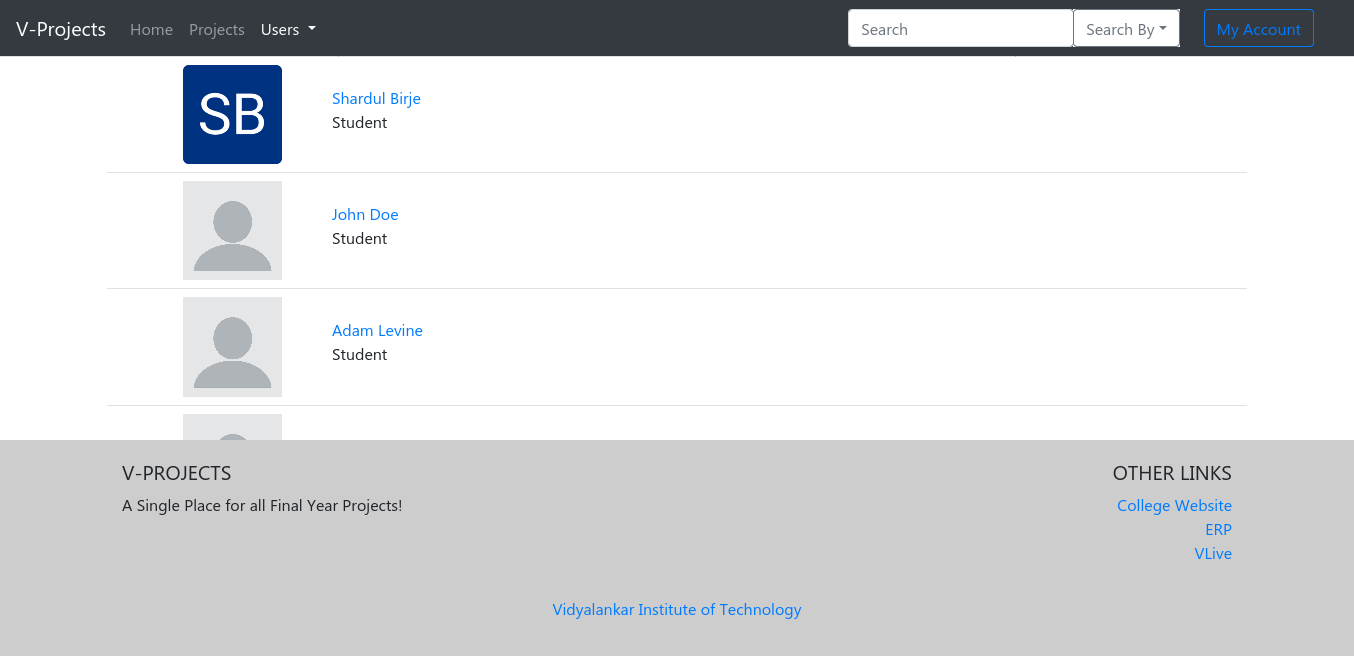 V-Projects Home Projects Users Search Search By My Account
SB
Shardul Birje
Student
John Doe
Student
Adam Levine
Student
V-PROJECTS
A Single Place for all Final Year Projects!
OTHER LINKS
College Website
ERP
VLive
Vidyalankar Institute of Technology